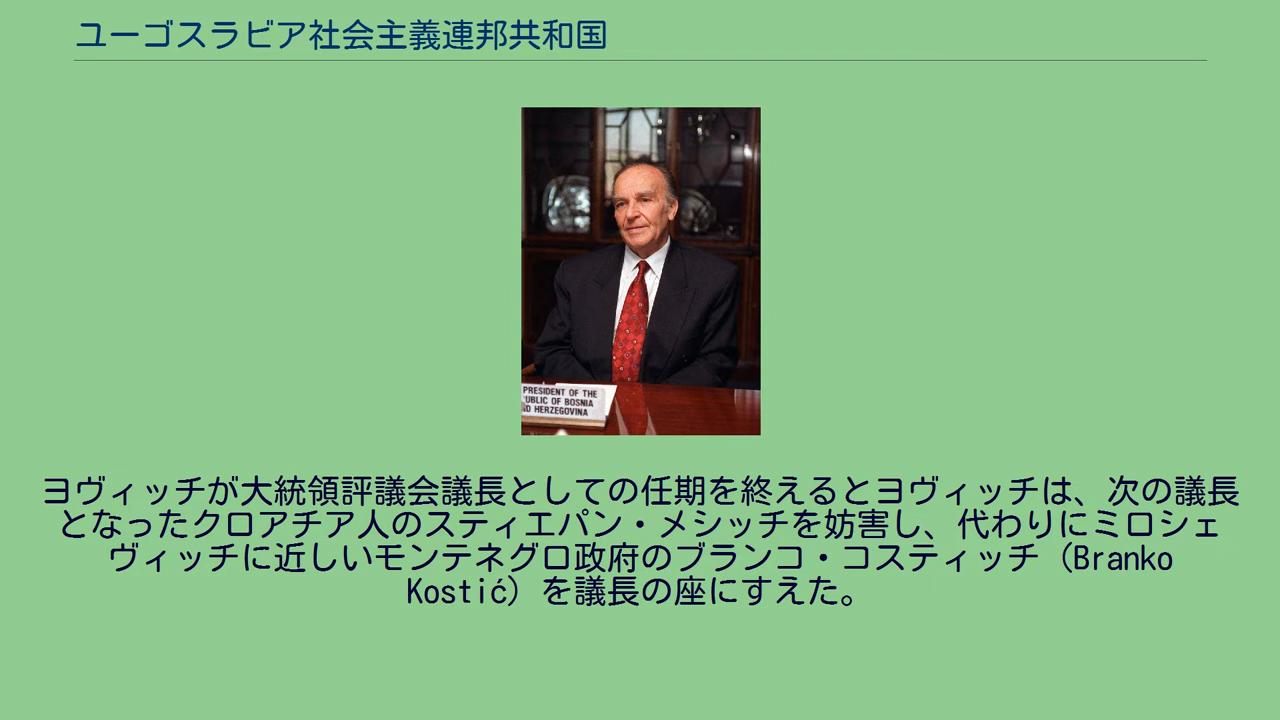 ユーゴスラビア社会主義連邦共和国
PRESIDENT OF THE
UBLIC OF BOSNIA
D HERZEGOVINA
ヨヴィッチが大統領評議会議長としての任期を終えるとヨヴィッチは、次の議長
となったクロアチア人のスティエパン・メシッチを妨害し、代わりにミロシェ
ヴィッチに近しいモンテネグロ政府のブランコ・コスティッチ（Branko
Kostić）を議長の座にすえた。